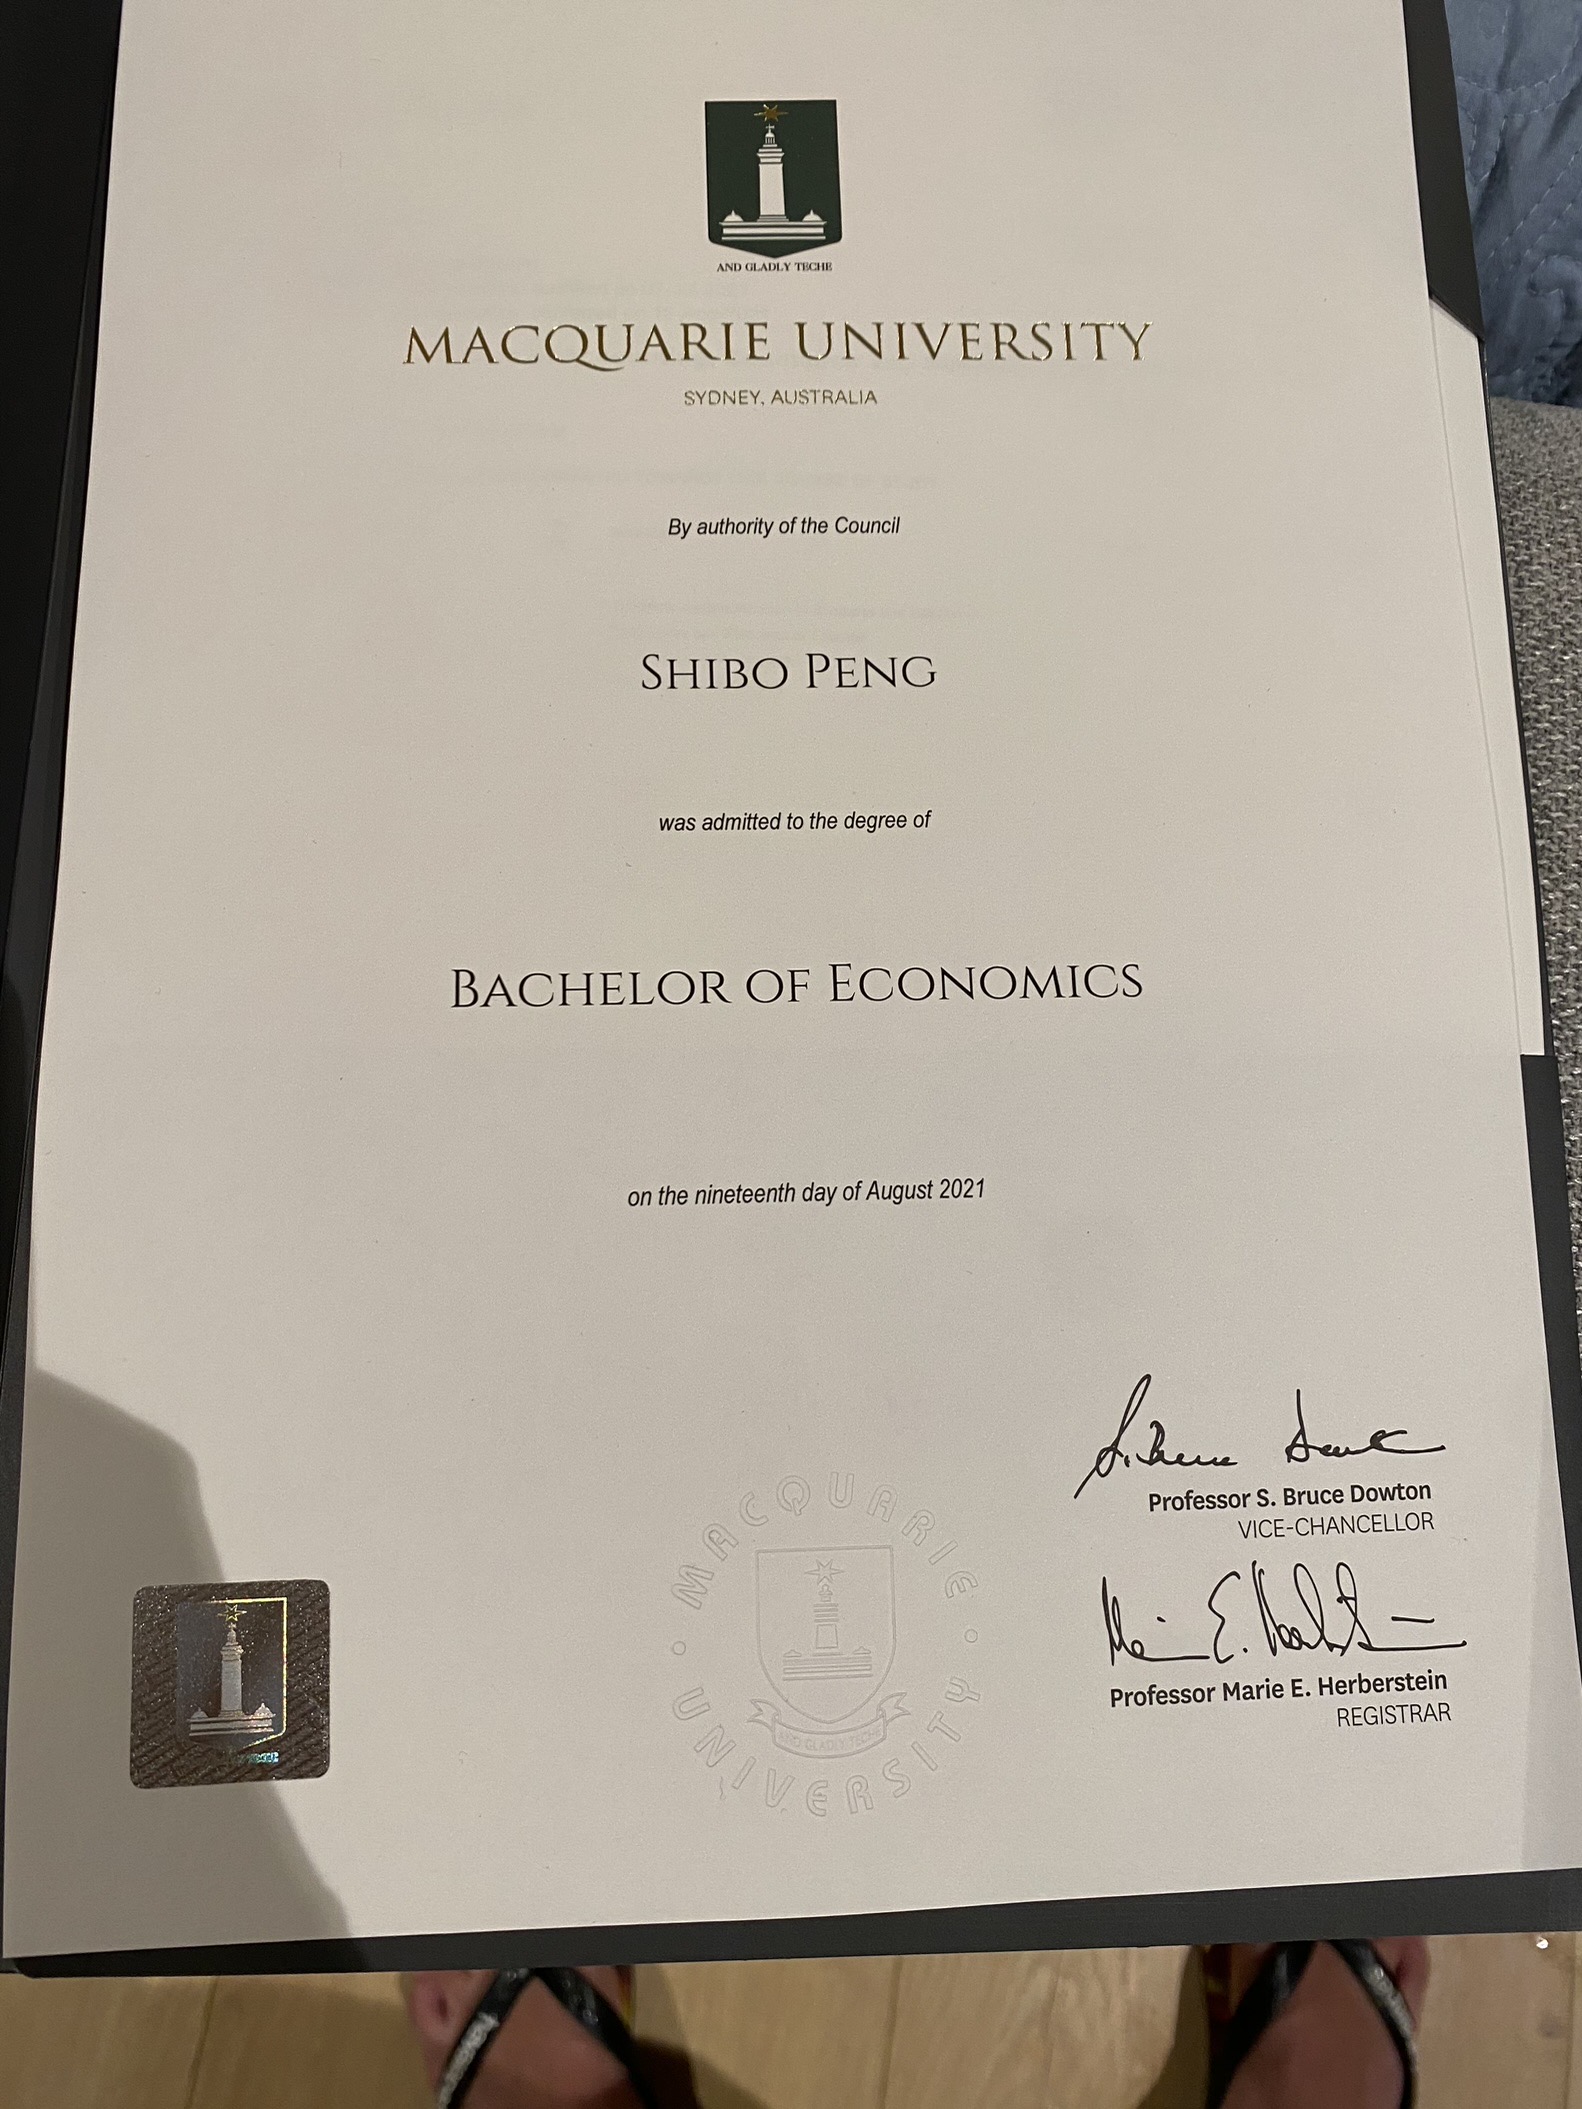 AND GLADLY TECHE
MACQUARIE UNIVERSITY
SYDNEY, AUSTRALIA
By authority of the Council
SHIBO PENG
was admitted to the degree of
BACHELOR OF ECONOMICS
on the nineteenth day of August 2021
Professor S. Bruce Dowton
VICE-CHANCELLOR
Professor Marie E. Herberstein
REGISTRAR
MACQUARIE
UNIVERSITY
AND GLADLY TECHE